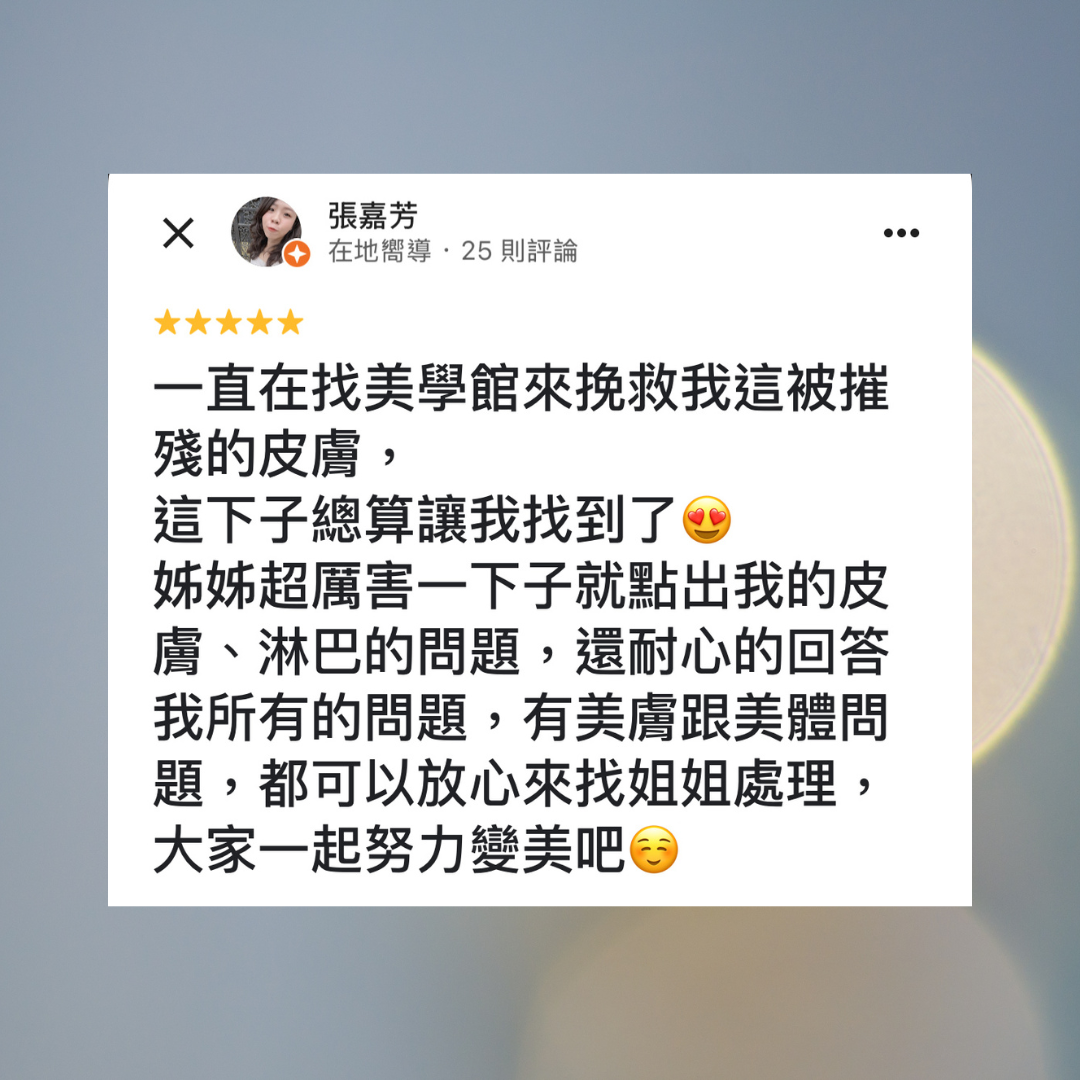 張嘉芳
在地嚮導・25 則評論
一直在找美學館來挽救我這被摧
殘的皮膚，
這下子總算讓我找到了😍
姊姊超厲害一下子就點出我的皮
膚、淋巴的問題，還耐心的回答
我所有的問題，有美膚跟美體問
題，都可以放心來找姐姐處理，
大家一起努力變美吧☺️